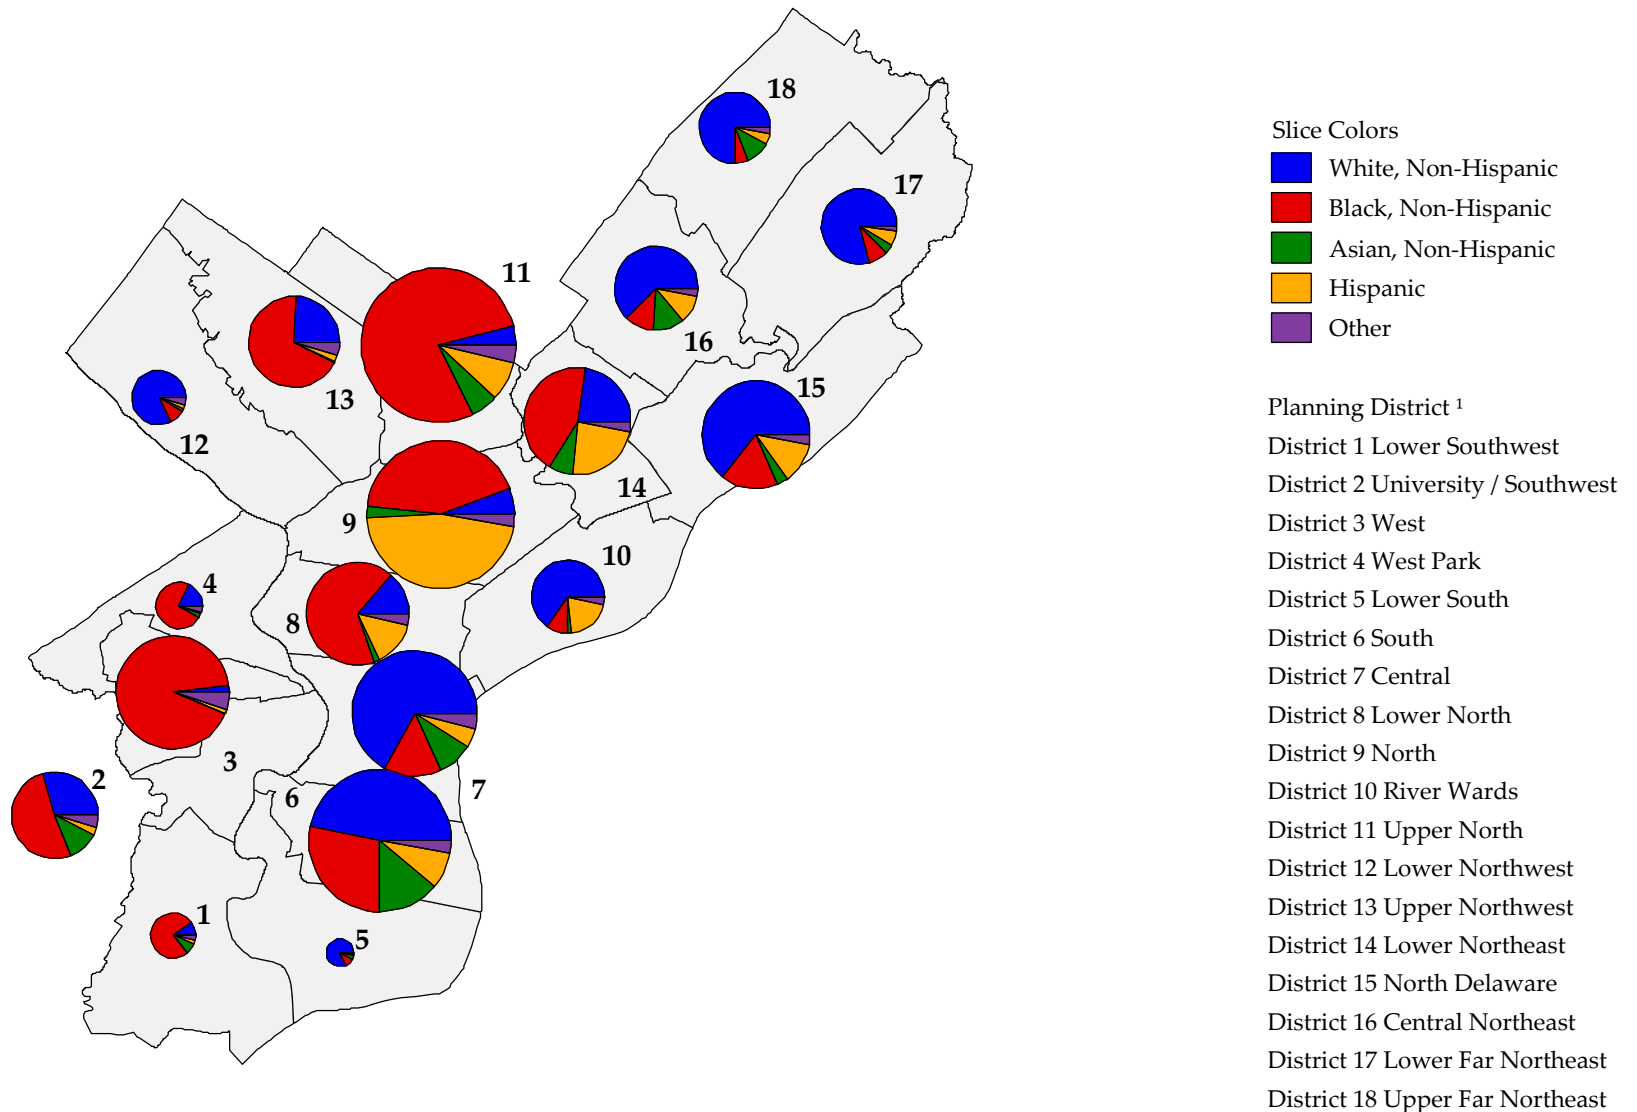 18
17
11
16
15
13
12
14
9
10
4
8
3
2
6
7
1
5
Slice Colors
White, Non-Hispanic
Black, Non-Hispanic
Asian, Non-Hispanic
Hispanic
Other
Planning District ¹
District 1 Lower Southwest
District 2 University / Southwest
District 3 West
District 4 West Park
District 5 Lower South
District 6 South
District 7 Central
District 8 Lower North
District 9 North
District 10 River Wards
District 11 Upper North
District 12 Lower Northwest
District 13 Upper Northwest
District 14 Lower Northeast
District 15 North Delaware
District 16 Central Northeast
District 17 Lower Far Northeast
District 18 Upper Far Northeast